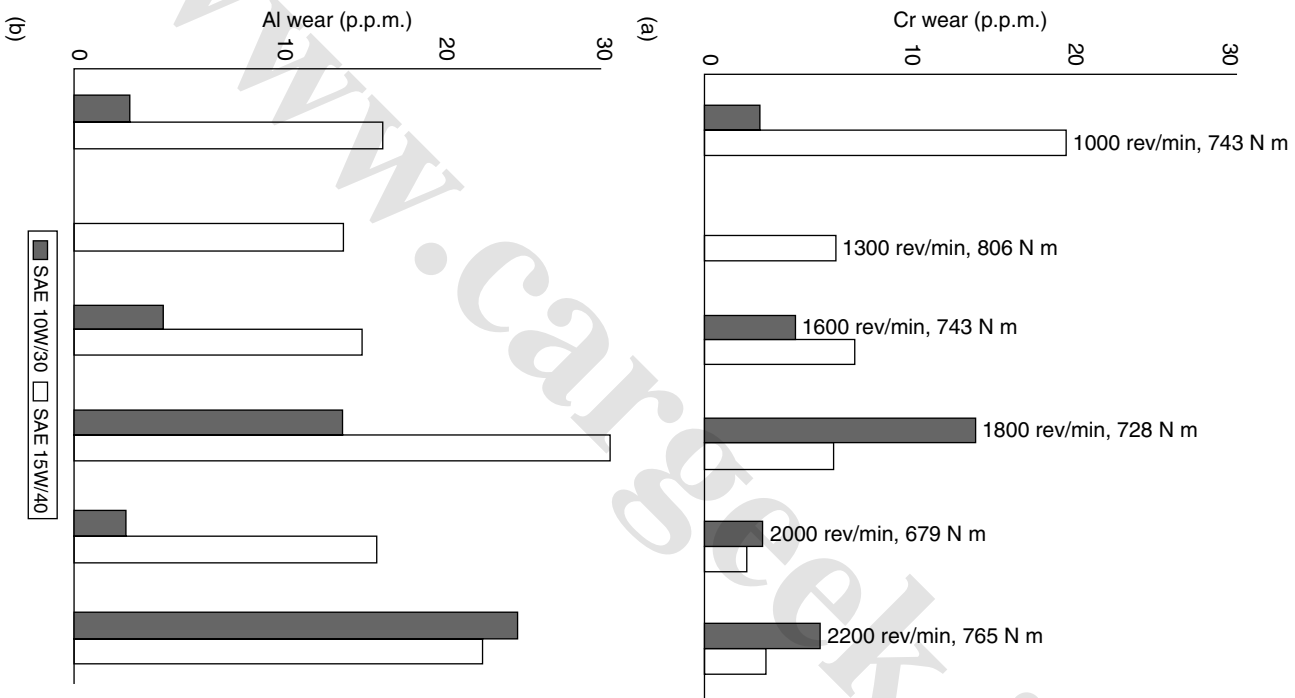 Al wear (p.p.m.)
0
10
20
30
(b)
SAE 10W/30 SAE 15W/40
Cr wear (p.p.m.)
0
10
20
30
(a)
1000 rev/min, 743 N m
1300 rev/min, 806 N m
1600 rev/min, 743 N m
1800 rev/min, 728 N m
2000 rev/min, 679 N m
2200 rev/min, 765 N m
w.cargeek.